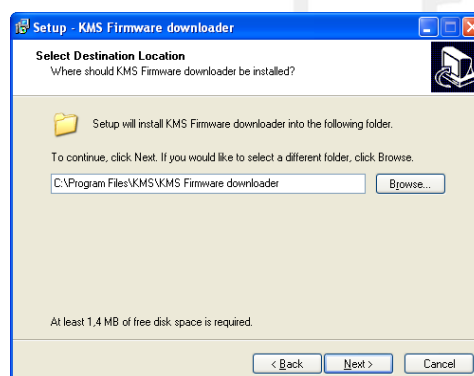 Setup - KMS Firmware downloader
Select Destination Location
Where should KMS Firmware downloader be installed?
Setup will install KMS Firmware downloader into the following folder.
To continue, click Next. If you would like to select a different folder, click Browse.
C:\Program Files\KMS\KMS Firmware downloader
Browse...
At least 1,4 MB of free disk space is required.
< Back
Next >
Cancel